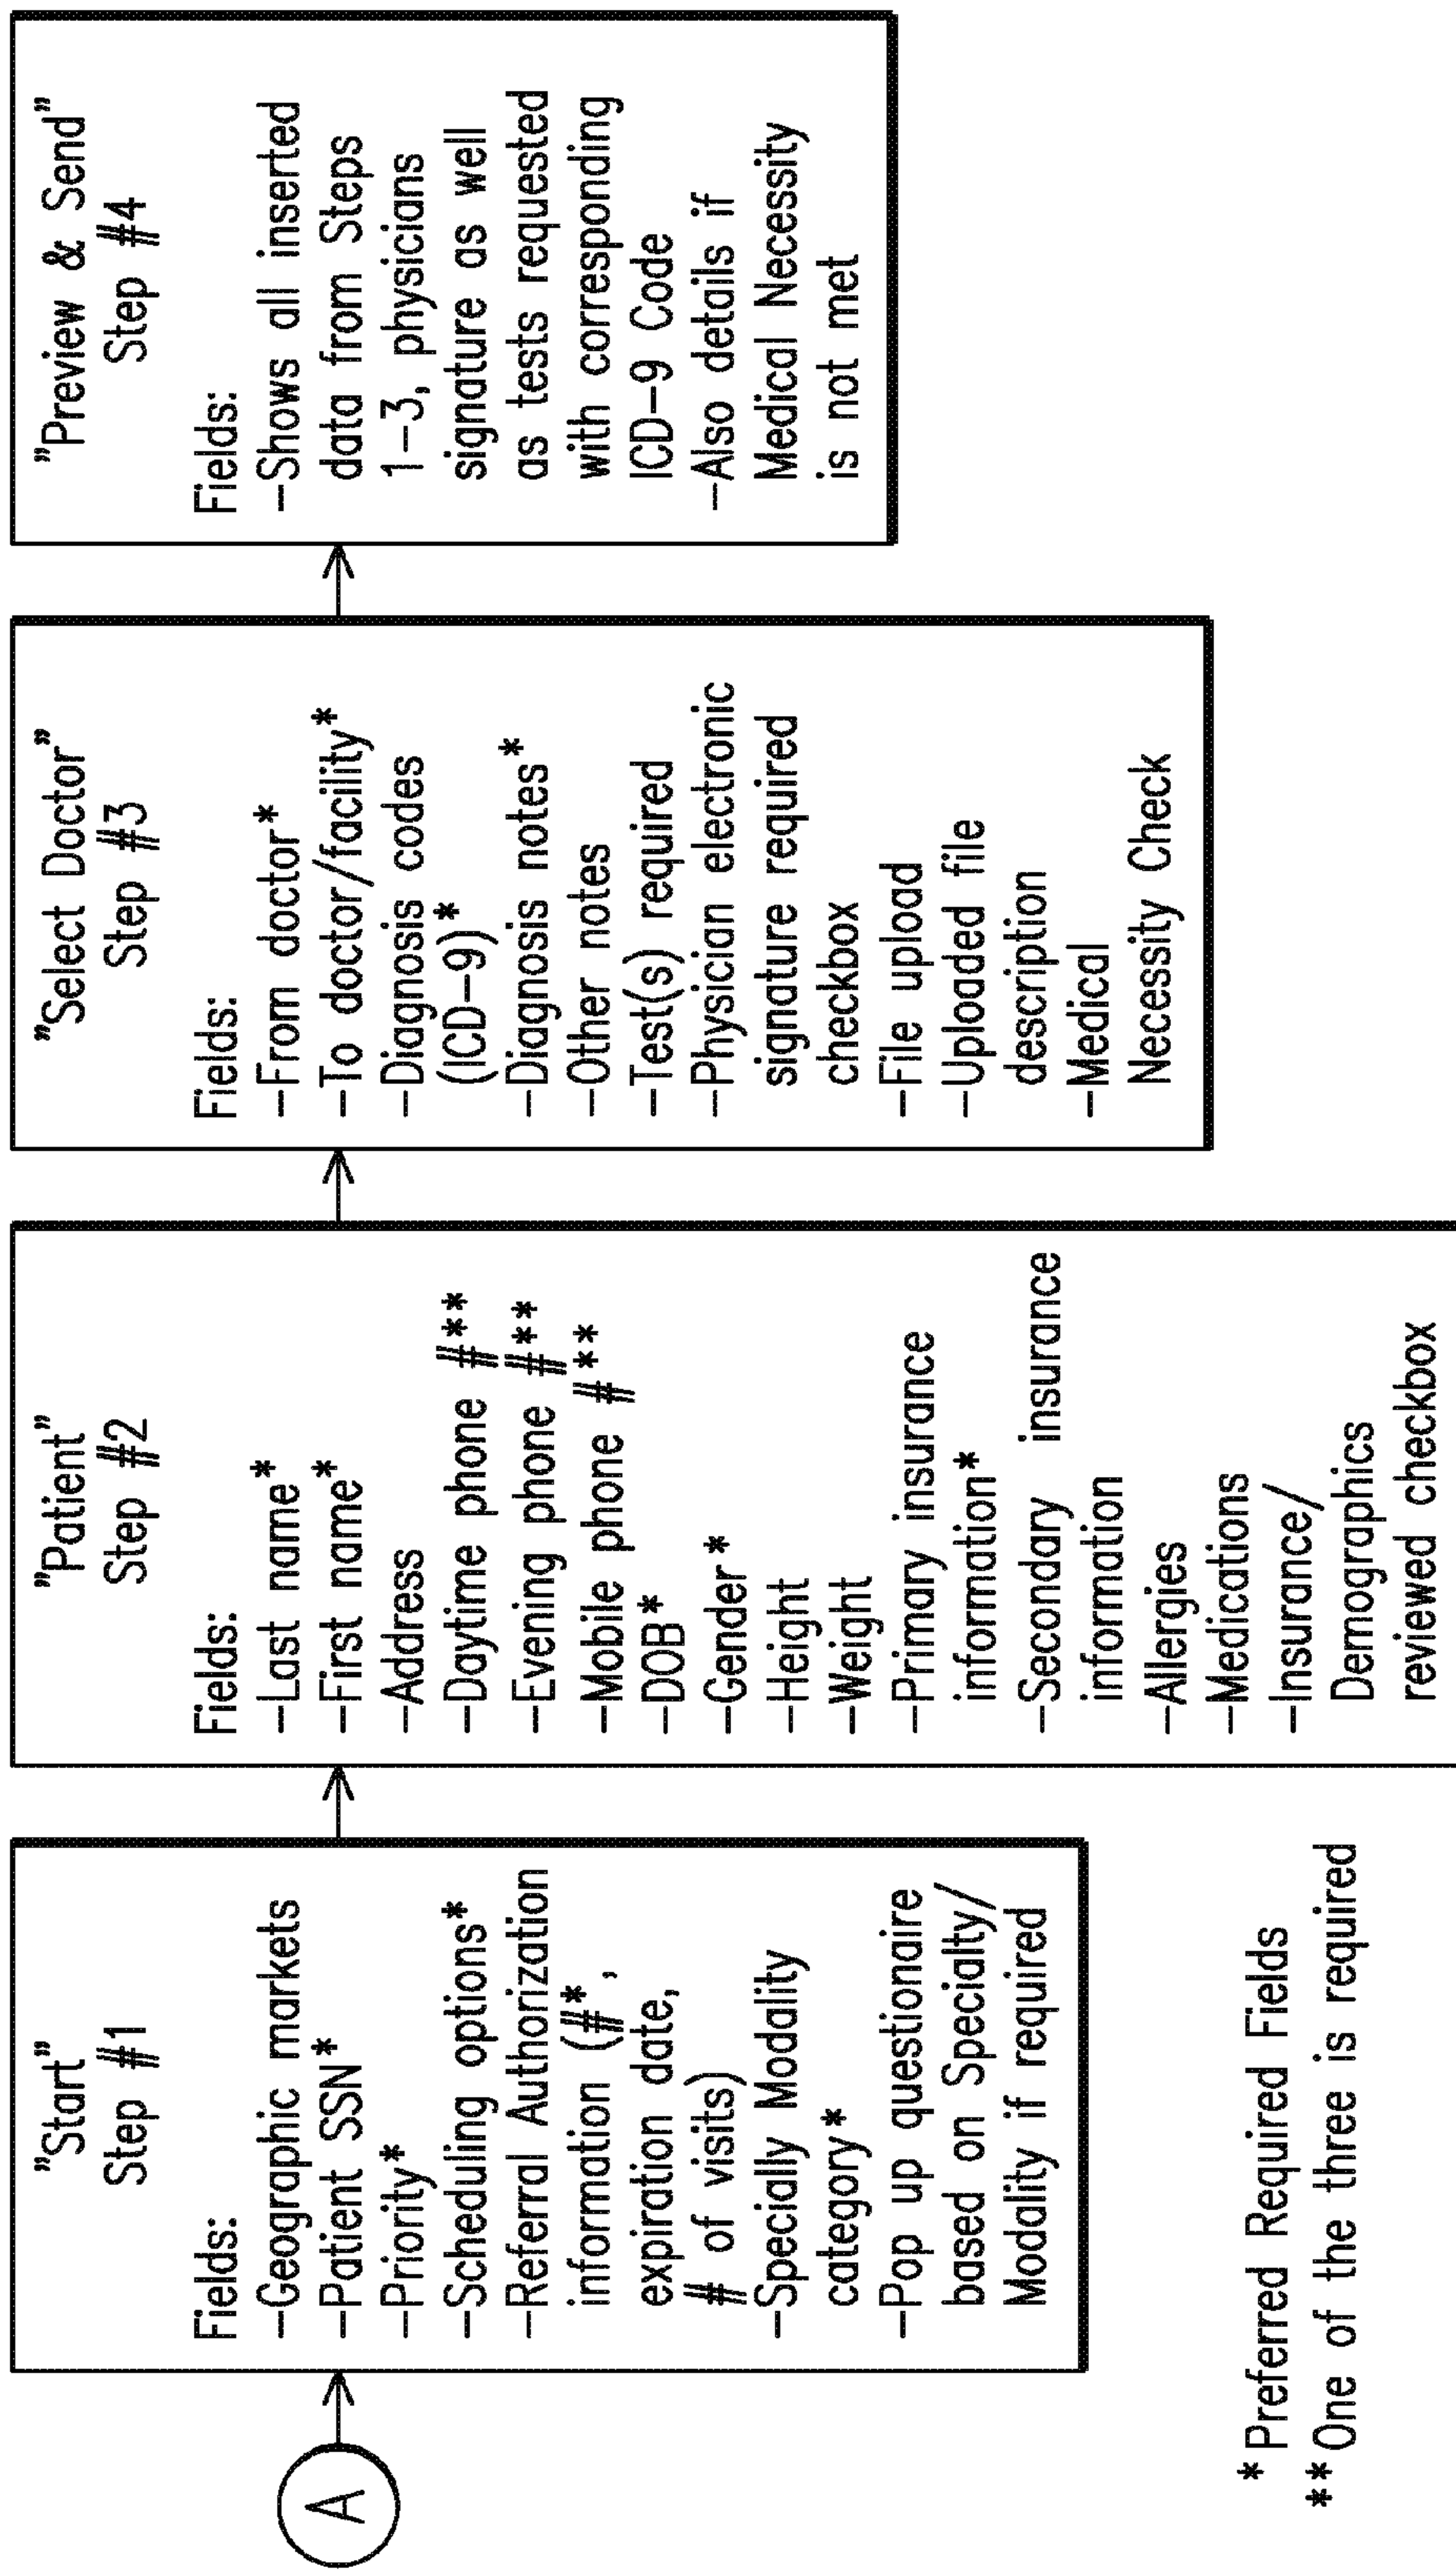 A
"Start"
Step #1
Fields:
-Geographic markets
-Patient SSN*
-Priority*
-Scheduling options*
-Referral Authorization
information (#*,
expiration date,
# of visits)
-Specially Modality
category*
-Pop up questionaire
based on Specialty/
Modality if required
"Patient"
Step #2
Fields:
-Last name*
-First name*
-Address
-Daytime phone #**
-Evening phone #**
-Mobile phone #**
-DOB*
-Gender*
-Height
-Weight
-Primary insurance
information*
-Secondary insurance
information
-Allergies
-Medications
-Insurance/
Demographics
reviewed checkbox
"Select Doctor"
Step #3
Fields:
-From doctor*
-To doctor/facility*
-Diagnosis codes
(ICD-9)*
-Diagnosis notes*
-Other notes
-Test(s) required
-Physician electronic
signature required
checkbox
-File upload
-Uploaded file
description
-Medical
Necessity Check
"Preview & Send"
Step #4
Fields:
-Shows all inserted
data from Steps
1-3, physicians
signature as well
as tests requested
with corresponding
ICD-9 Code
-Also details if
Medical Necessity
is not met
*Preferred Required Fields
**One of the three is required